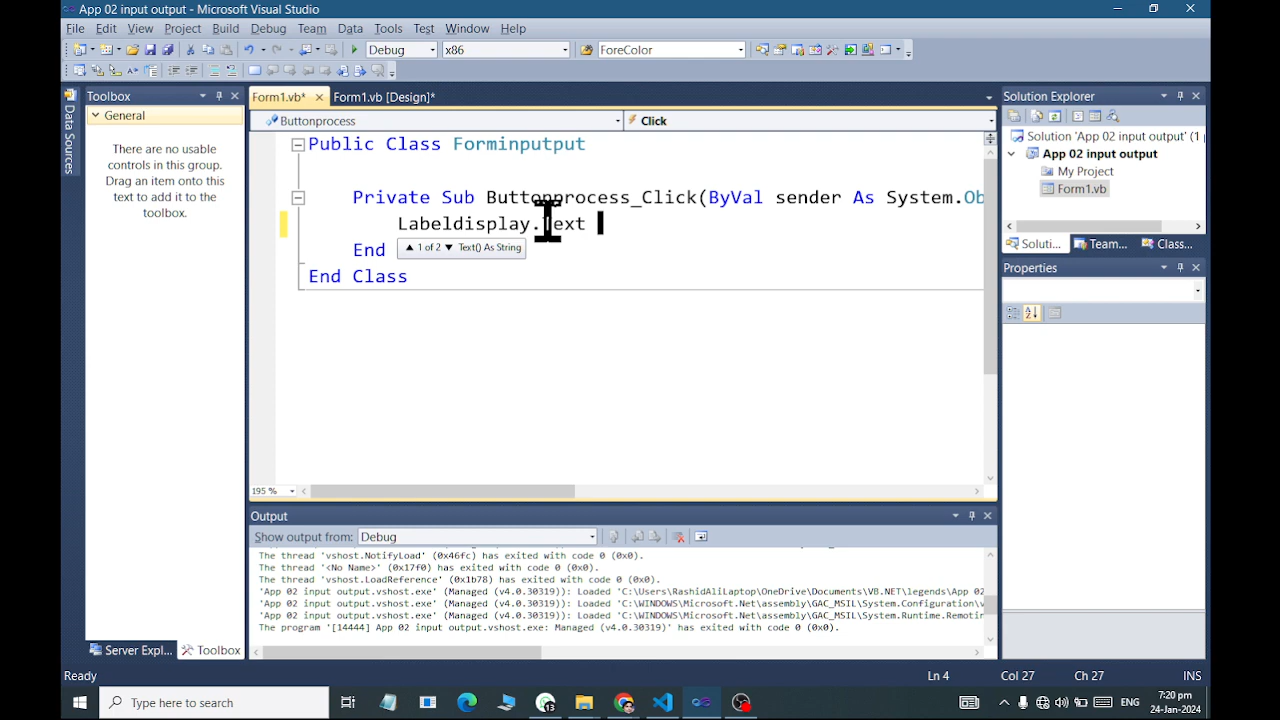 App 02 input output - Microsoft Visual Studio
File Edit View Project Build Debug Team Data Tools Test Window Help
Debug x86 ForeColor
Toolbox
Form1.vb* Form1.vb [Design]*
Solution Explorer
General
Buttonprocess Click
Data Sources
There are no usable
controls in this group.
Drag an item onto this
text to add it to the
toolbox.
Public Class Forminputput
Private Sub Buttonprocess_Click(ByVal sender As System.Ob
Labeldisplay.Text
End
1 of 2 Text() As String
End Class
Solution 'App 02 input output' (1 p
App 02 input output
My Project
Form1.vb
Soluti... Team... Class...
Properties
195 %
Output
Show output from: Debug
The thread 'vshost.NotifyLoad' (0x46fc) has exited with code 0 (0x0).
The thread '<No Name>' (0x17f0) has exited with code 0 (0x0).
The thread 'vshost.LoadReference' (0x1b78) has exited with code 0 (0x0).
'App 02 input output.vshost.exe' (Managed (v4.0.30319)): Loaded 'C:\Users\RashidAliLaptop\OneDrive\Documents\VB.NET\legends\App 02
'App 02 input output.vshost.exe' (Managed (v4.0.30319)): Loaded 'C:\WINDOWS\Microsoft.Net\assembly\GAC_MSIL\System.Configuration\v
'App 02 input output.vshost.exe' (Managed (v4.0.30319)): Loaded 'C:\WINDOWS\Microsoft.Net\assembly\GAC_MSIL\System.Runtime.Remotin
The program '[14444] App 02 input output.vshost.exe: Managed (v4.0.30319)' has exited with code 0 (0x0).
Server Expl... Toolbox
Ready Ln 4 Col 27 Ch 27 INS
Type here to search
ENG
7:20 pm
24-Jan-2024